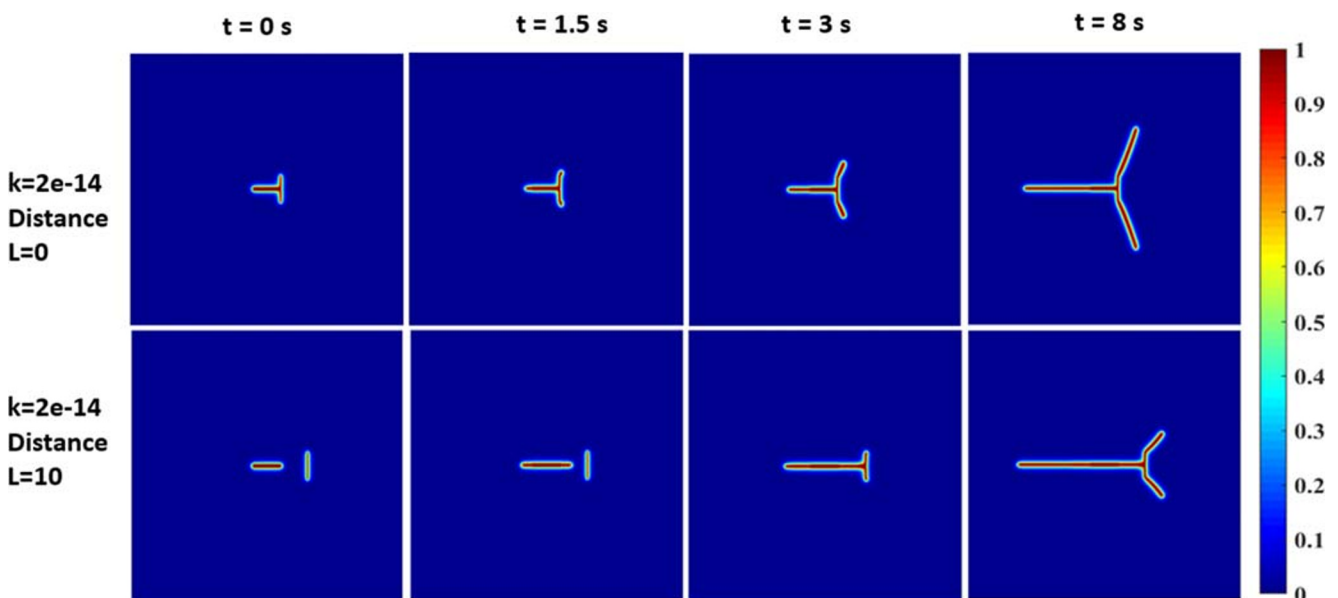 t = 0 s
t = 1.5 s
t = 3 s
t = 8 s
k=2e-14
Distance
L=0
k=2e-14
Distance
L=10
1
0.9
0.8
0.7
0.6
0.5
0.4
0.3
0.2
0.1
0